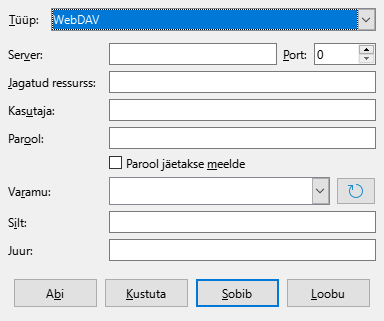 Tüüp: WebDAV
Server: Port: 0
Jagatud ressurss:
Kasutaja:
Parool:
Parool jäetakse meelde
Varamu:
Silt:
Juur:
Abi Kustuta Sobib Loobu